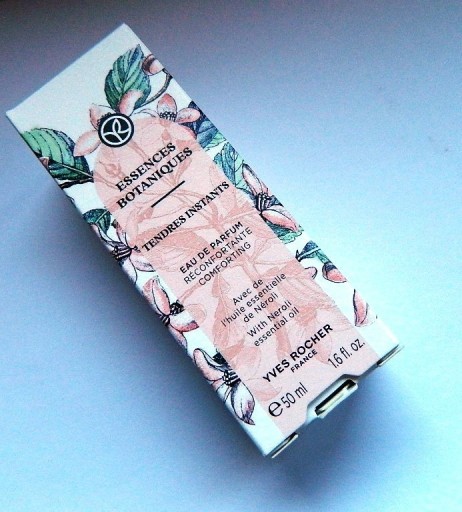 ESSENCES
BOTANIQUES
TENDRES INSTANTS
EAU DE PARFUM
RÉCONFORTANTE
COMFORTING
Avec de
l'huile essentielle
de Néroli
With Neroli
essential oil
YVES ROCHER
FRANCE
℮ 50 ml 1.6 fl. oz.